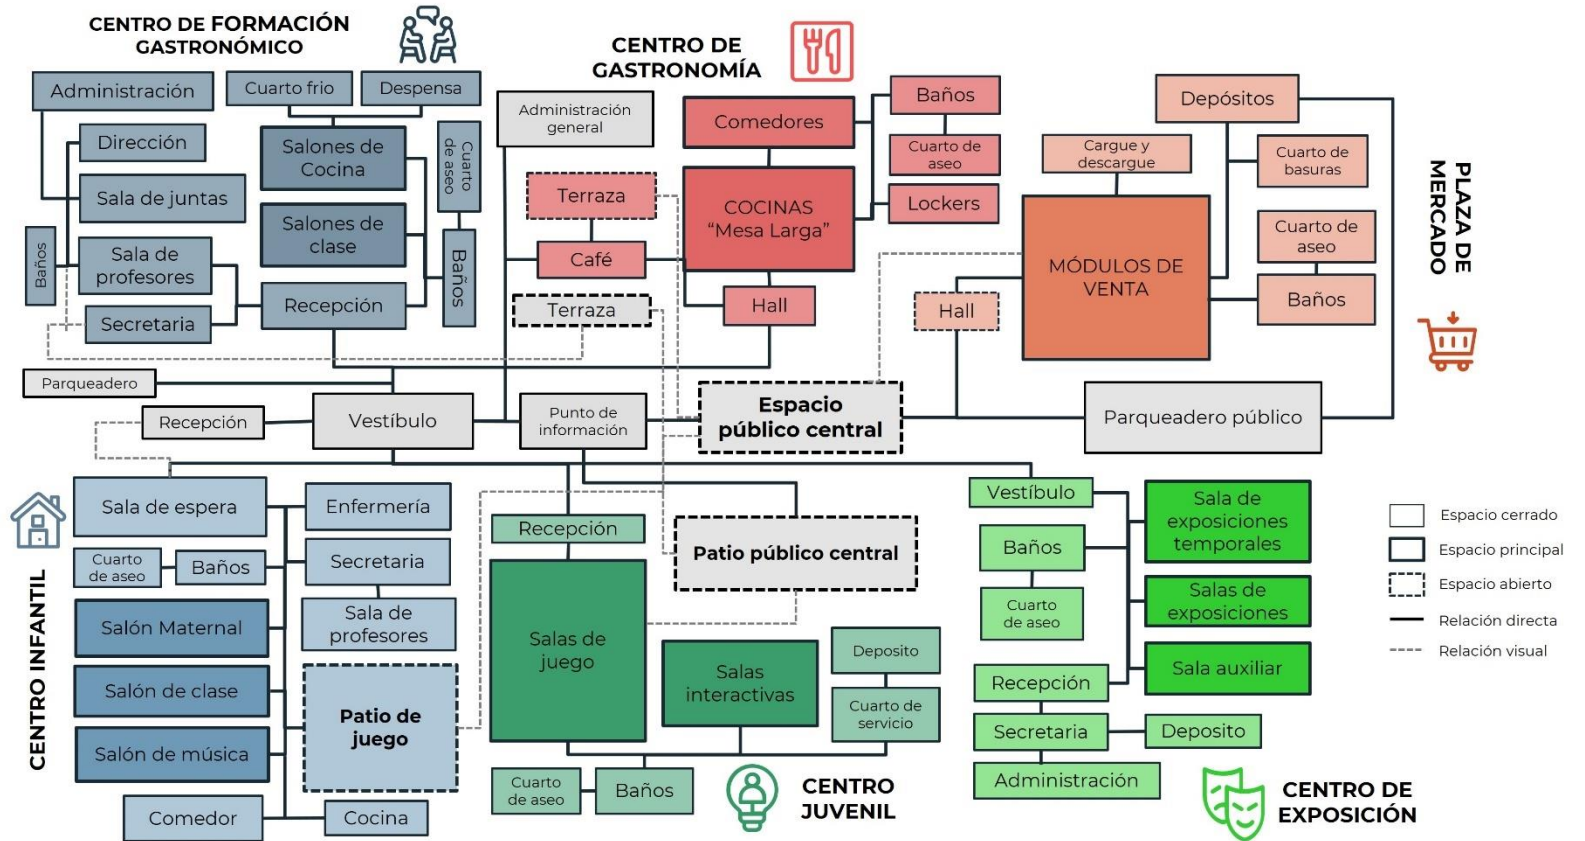 CENTRO DE FORMACIÓN
GASTRONÓMICO
Administración
Cuarto frio
Despensa
Dirección
Salones de
Cocina
Cuarto
de aseo
Sala de juntas
Salones de
clase
Baños
Sala de
profesores
Baños
Secretaria
Recepción
CENTRO DE
GASTRONOMÍA
Administración
general
Comedores
Baños
Cuarto de
aseo
Terraza
COCINAS
"Mesa Larga"
Lockers
Café
Hall
Terraza
PLAZA DE
MERCADO
Depósitos
Cargue y
descargue
Cuarto de
basuras
MÓDULOS DE
VENTA
Cuarto de
aseo
Baños
Hall
Parqueadero
Recepción
Vestíbulo
Punto de
información
Espacio
público central
Parqueadero público
Patio público central
CENTRO INFANTIL
Sala de espera
Enfermería
Cuarto
de aseo
Baños
Secretaria
Sala de
profesores
Salón Maternal
Salón de clase
Patio de
juego
Salón de música
Comedor
Cocina
Recepción
Salas de
juego
Salas
interactivas
Deposito
Cuarto de
servicio
Cuarto
de aseo
Baños
CENTRO
JUVENIL
Vestíbulo
Sala de
exposiciones
temporales
Baños
Cuarto
de aseo
Salas de
exposiciones
Recepción
Sala auxiliar
Secretaria
Deposito
Administración
CENTRO DE
EXPOSICIÓN
Espacio cerrado
Espacio principal
Espacio abierto
Relación directa
Relación visual